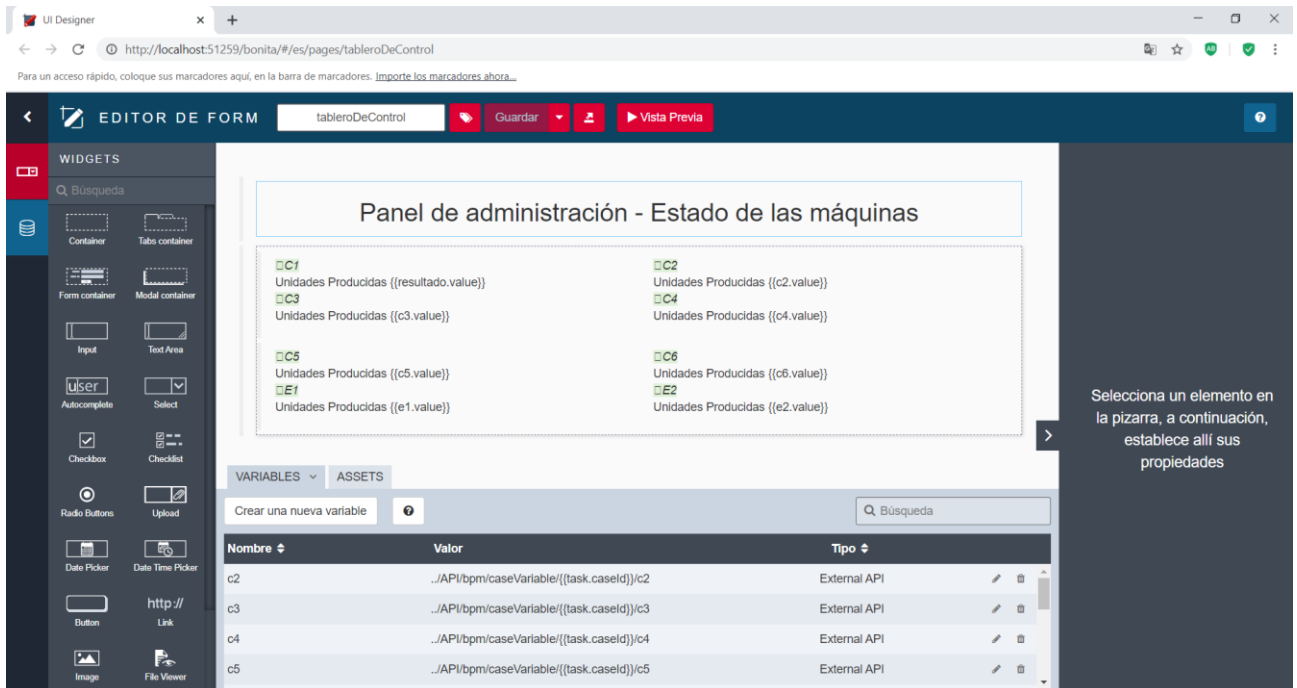 UI Designer
http://localhost:51259/bonita/#/es/pages/tableroDeControl
Para un acceso rápido, coloque sus marcadores aquí, en la barra de marcadores. Importe los marcadores ahora...
EDITOR DE FORM
tableroDeControl
Guardar
Vista Previa
WIDGETS
Búsqueda
Container
Tabs container
Form container
Modal container
Input
Text Area
user
Autocomplete
Select
Checkbox
Checklist
Radio Buttons
Upload
Date Picker
Date Time Picker
Button
http://
Link
Image
File Viewer
Panel de administración - Estado de las máquinas
C1
Unidades Producidas {{resultado.value}}
C3
Unidades Producidas {{c3.value}}
C2
Unidades Producidas {{c2.value}}
C4
Unidades Producidas {{c4.value}}
C5
Unidades Producidas {{c5.value}}
E1
Unidades Producidas {{e1.value}}
C6
Unidades Producidas {{c6.value}}
E2
Unidades Producidas {{e2.value}}
VARIABLES
ASSETS
Crear una nueva variable
Búsqueda
Nombre Valor Tipo
c2 ../API/bpm/caseVariable/{{task.caseId}}/c2 External API
c3 ../API/bpm/caseVariable/{{task.caseId}}/c3 External API
c4 ../API/bpm/caseVariable/{{task.caseId}}/c4 External API
c5 ../API/bpm/caseVariable/{{task.caseId}}/c5 External API
Selecciona un elemento en
la pizarra, a continuación,
establece allí sus
propiedades